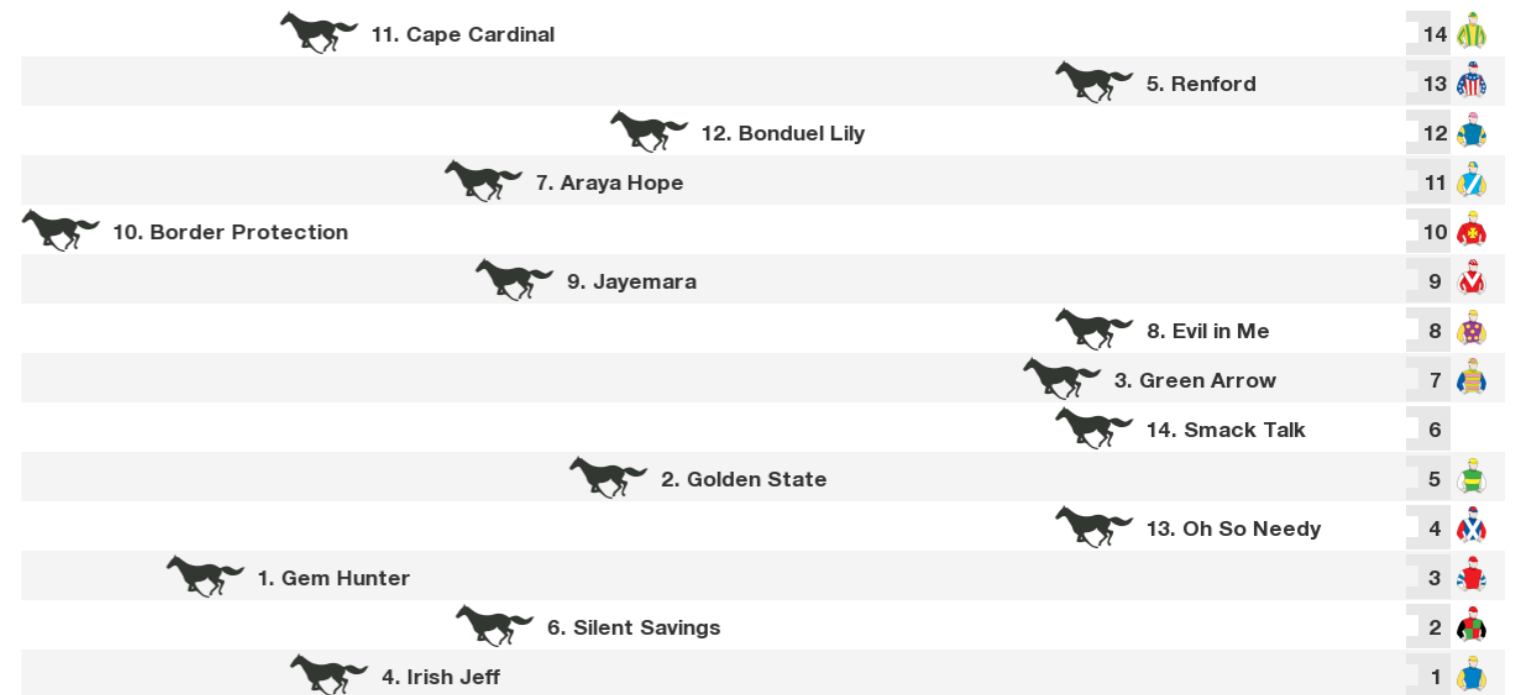 11. Cape Cardinal 14
5. Renford 13
12. Bonduel Lily 12
7. Araya Hope 11
10. Border Protection 10
9. Jayemara 9
8. Evil in Me 8
3. Green Arrow 7
14. Smack Talk 6
2. Golden State 5
13. Oh So Needy 4
1. Gem Hunter 3
6. Silent Savings 2
4. Irish Jeff 1